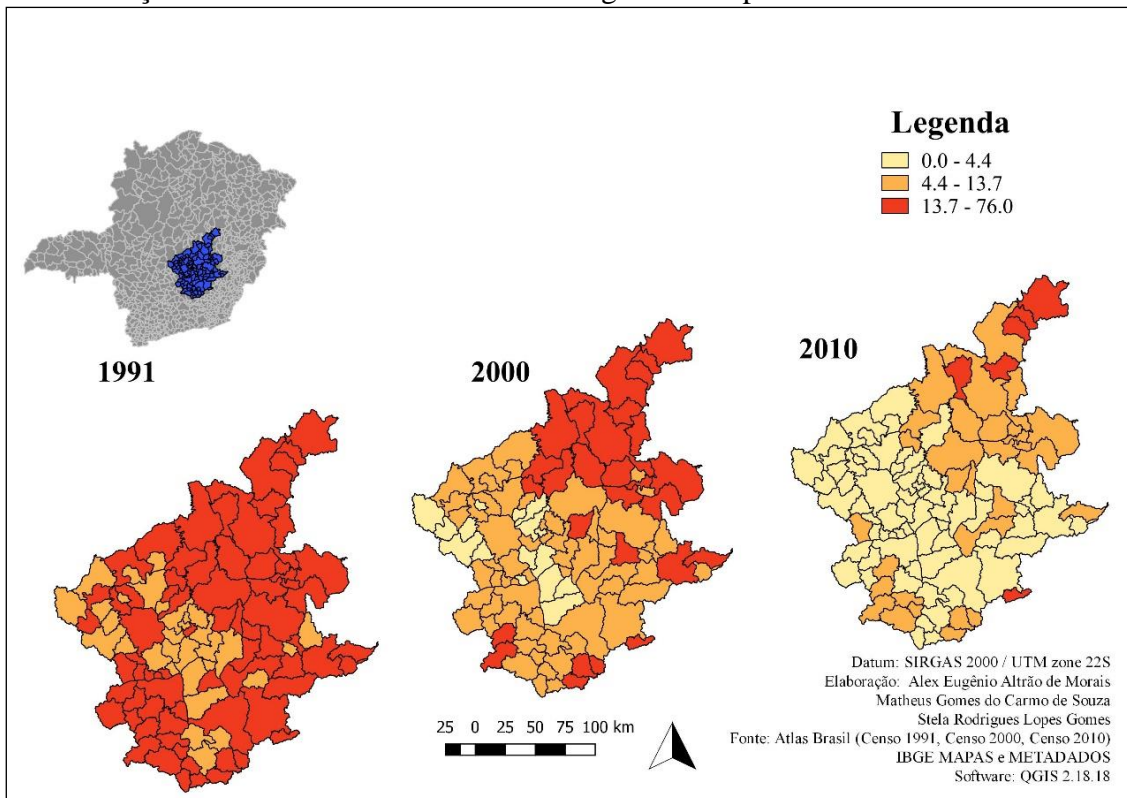 Legenda
0.0 - 4.4
4.4 - 13.7
13.7 - 76.0
1991
2000
2010
25 0 25 50 75 100 km
Datum: SIRGAS 2000 / UTM zone 22S
Elaboração: Alex Eugênio Altrão de Morais
Matheus Gomes do Carmo de Souza
Stela Rodrigues Lopes Gomes
Fonte: Atlas Brasil (Censo 1991, Censo 2000, Censo 2010)
IBGE MAPAS e METADADOS
Software: QGIS 2.18.18